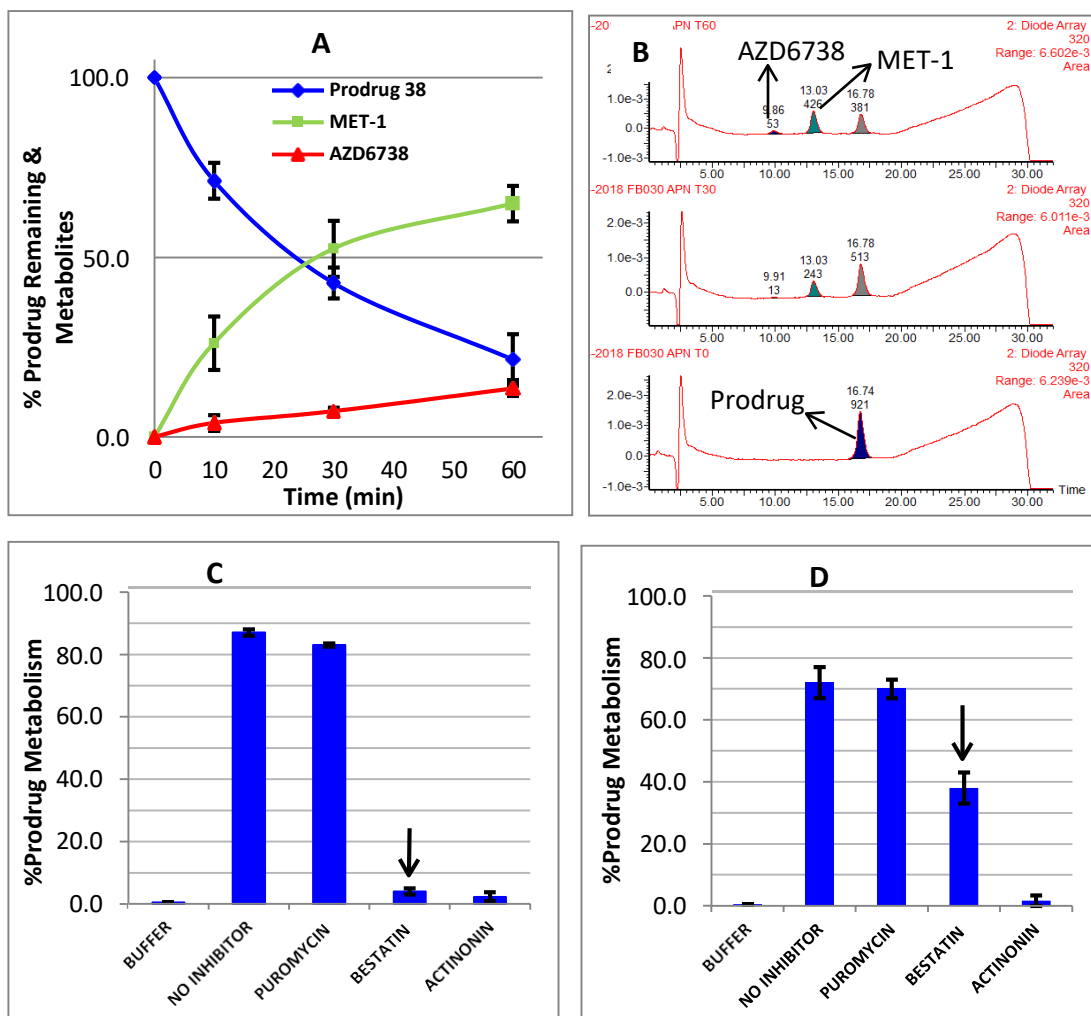 A
100.0
50.0
0.0
% Prodrug Remaining &
Metabolites
Prodrug 38
MET-1
AZD6738
0 10 20 30 40 50 60
Time (min)
B
APN T60
2: Diode Array
320
Range: 6.602e-3
Area
AZD6738
MET-1
9.86
53
13.03
426
16.78
381
1.0e-3
0.0
-1.0e-3
5.00 10.00 15.00 20.00 25.00 30.00
-2018 FB030 APN T30
2: Diode Array
320
Range: 6.011e-3
Area
2.0e-3
1.0e-3
0.0
9.91
13
13.03
243
16.78
513
5.00 10.00 15.00 20.00 25.00 30.00
-2018 FB030 APN T0
2: Diode Array
320
Range: 6.239e-3
Area
Prodrug
16.74
921
2.0e-3
1.0e-3
0.0
-1.0e-3
5.00 10.00 15.00 20.00 25.00 30.00
Time
C
%Prodrug Metabolism
100.0
80.0
60.0
40.0
20.0
0.0
BUFFER
NO INHIBITOR
PUROMYCIN
BESTATIN
ACTINONIN
D
%Prodrug Metabolism
100.0
80.0
60.0
40.0
20.0
0.0
BUFFER
NO INHIBITOR
PUROMYCIN
BESTATIN
ACTINONIN